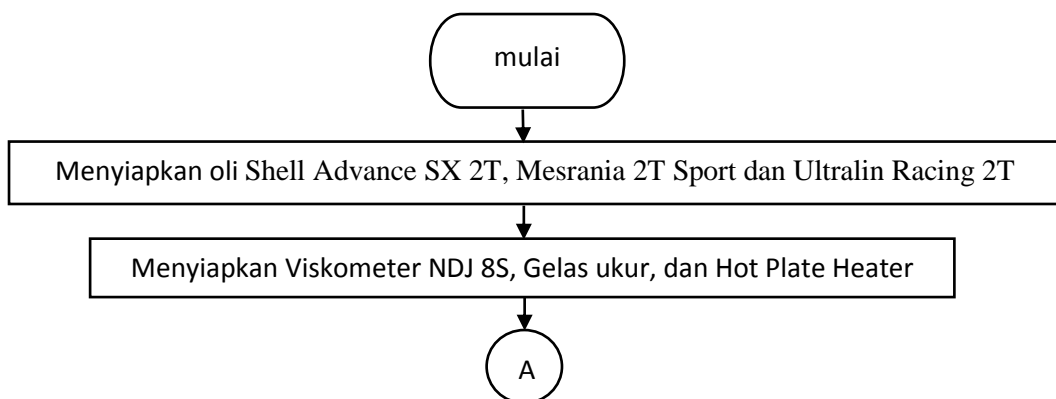 mulai
Menyiapkan oli Shell Advance SX 2T, Mesrania 2T Sport dan Ultralin Racing 2T
Menyiapkan Viskometer NDJ 8S, Gelas ukur, dan Hot Plate Heater
A